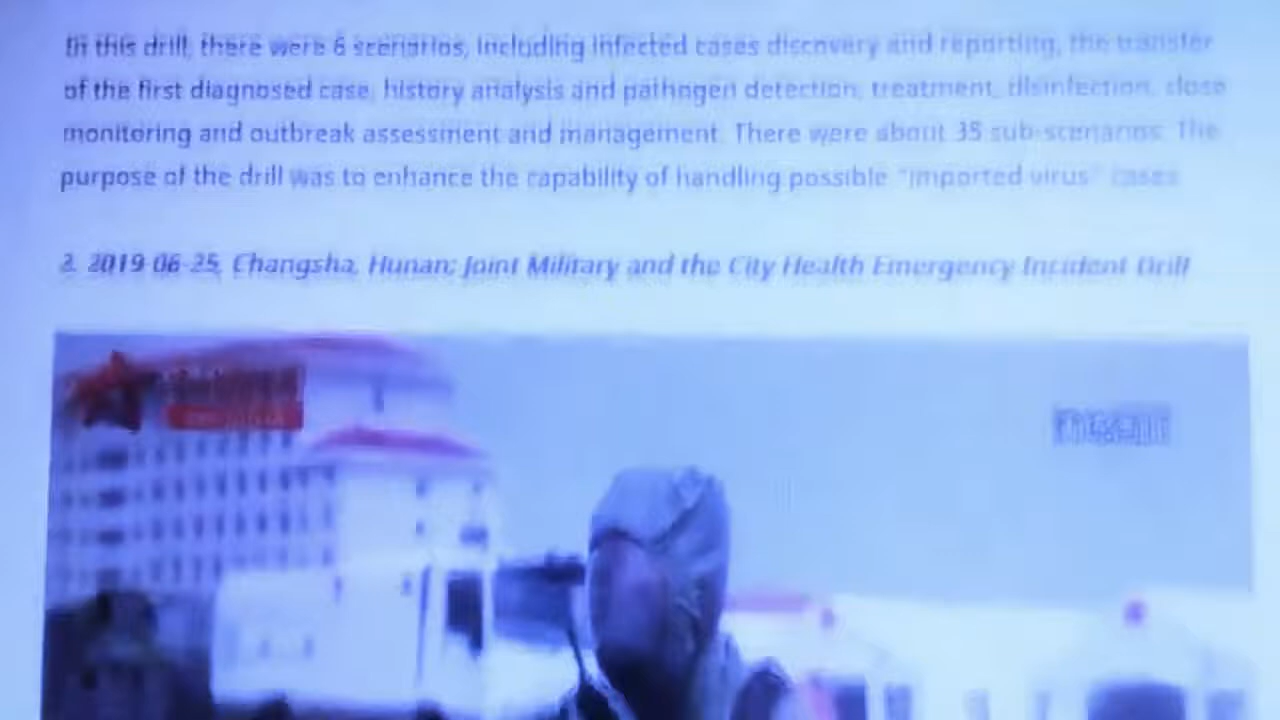 In this drill, there were 6 scenarios, including infected cases discovery and reporting, the transfer
of the first diagnosed case, history analysis and pathogen detection, treatment, disinfection, close
monitoring and outbreak assessment and management. There were about 35 sub-scenarios. The
purpose of the drill was to enhance the capability of handling possible "imported virus" cases.
2. 2019-06-25, Changsha, Hunan; Joint Military and the City Health Emergency Incident Drill